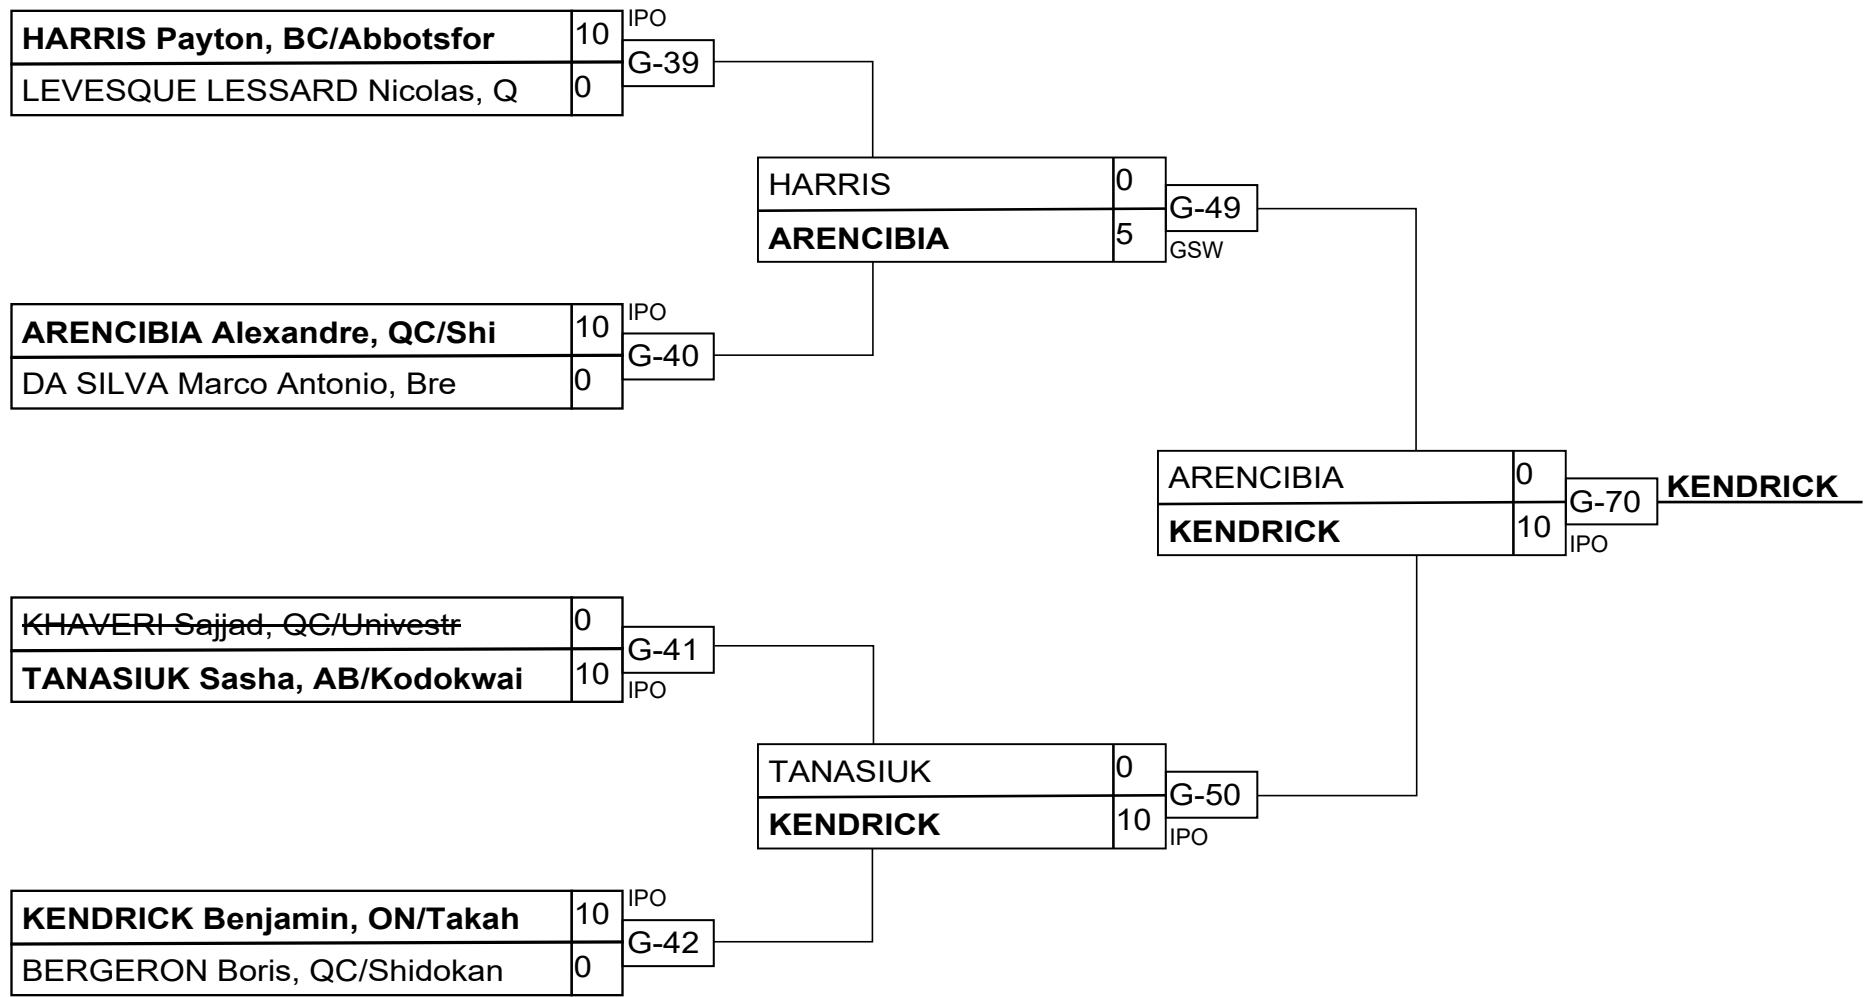 HARRIS Payton, BC/Abbotsfor 10 IPO
G-39
LEVESQUE LESSARD Nicolas, Q 0
HARRIS 0
G-49
ARENCIBIA 5 GSW
ARENCIBIA Alexandre, QC/Shi 10 IPO
G-40
DA SILVA Marco Antonio, Bre 0
ARENCIBIA 0
G-70 KENDRICK
KENDRICK 10 IPO
KHAVERI Sajjad, QC/Univestr 0
G-41
TANASIUK Sasha, AB/Kodokwai 10 IPO
TANASIUK 0
G-50
KENDRICK 10 IPO
KENDRICK Benjamin, ON/Takah 10 IPO
G-42
BERGERON Boris, QC/Shidokan 0